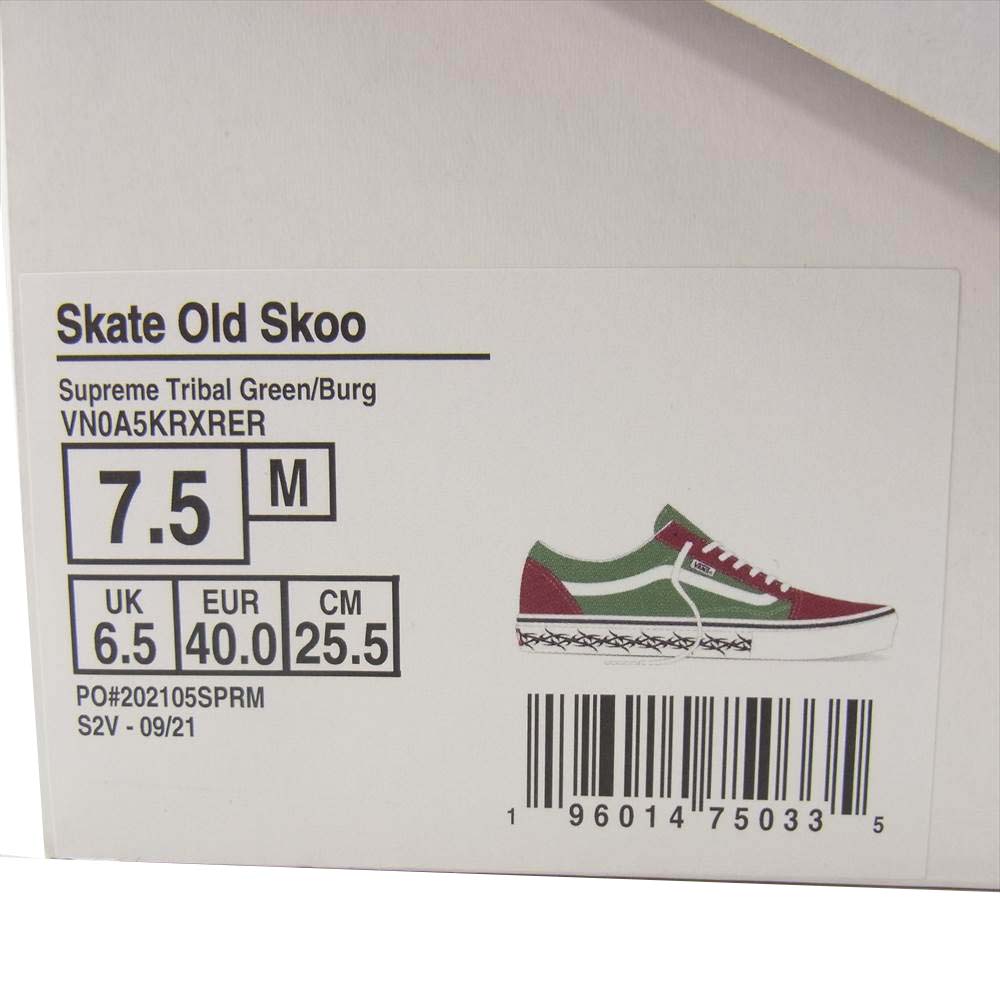 Skate Old Skoo
Supreme Tribal Green/Burg
VN0A5KRXRER
7.5 M
UK EUR CM
6.5 40.0 25.5
PO#202105SPRM
S2V - 09/21
VANS
1 96014 75033 5